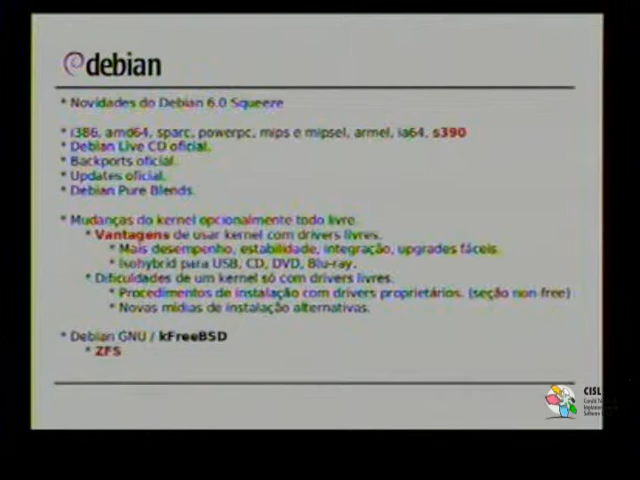 debian
* Novidades do Debian 6.0 Squeeze
* i386, amd64, sparc, powerpc, mips e mipsel, armel, ia64, s390
* Debian Live CD oficial.
* Backports oficial.
* Updates oficial.
* Debian Pure Blends.
* Mudanças do kernel opcionalmente todo livre.
* Vantagens de usar kernel com drivers livres.
* Mais desempenho, estabilidade, integração, upgrades fáceis.
* Isohybrid para USB, CD, DVD, Blu-ray.
* Dificuldades de um kernel só com drivers livres.
* Procedimentos de instalação com drivers proprietários. (seção non-free)
* Novas mídias de instalação alternativas.
* Debian GNU / kFreeBSD
* ZFS
CISL